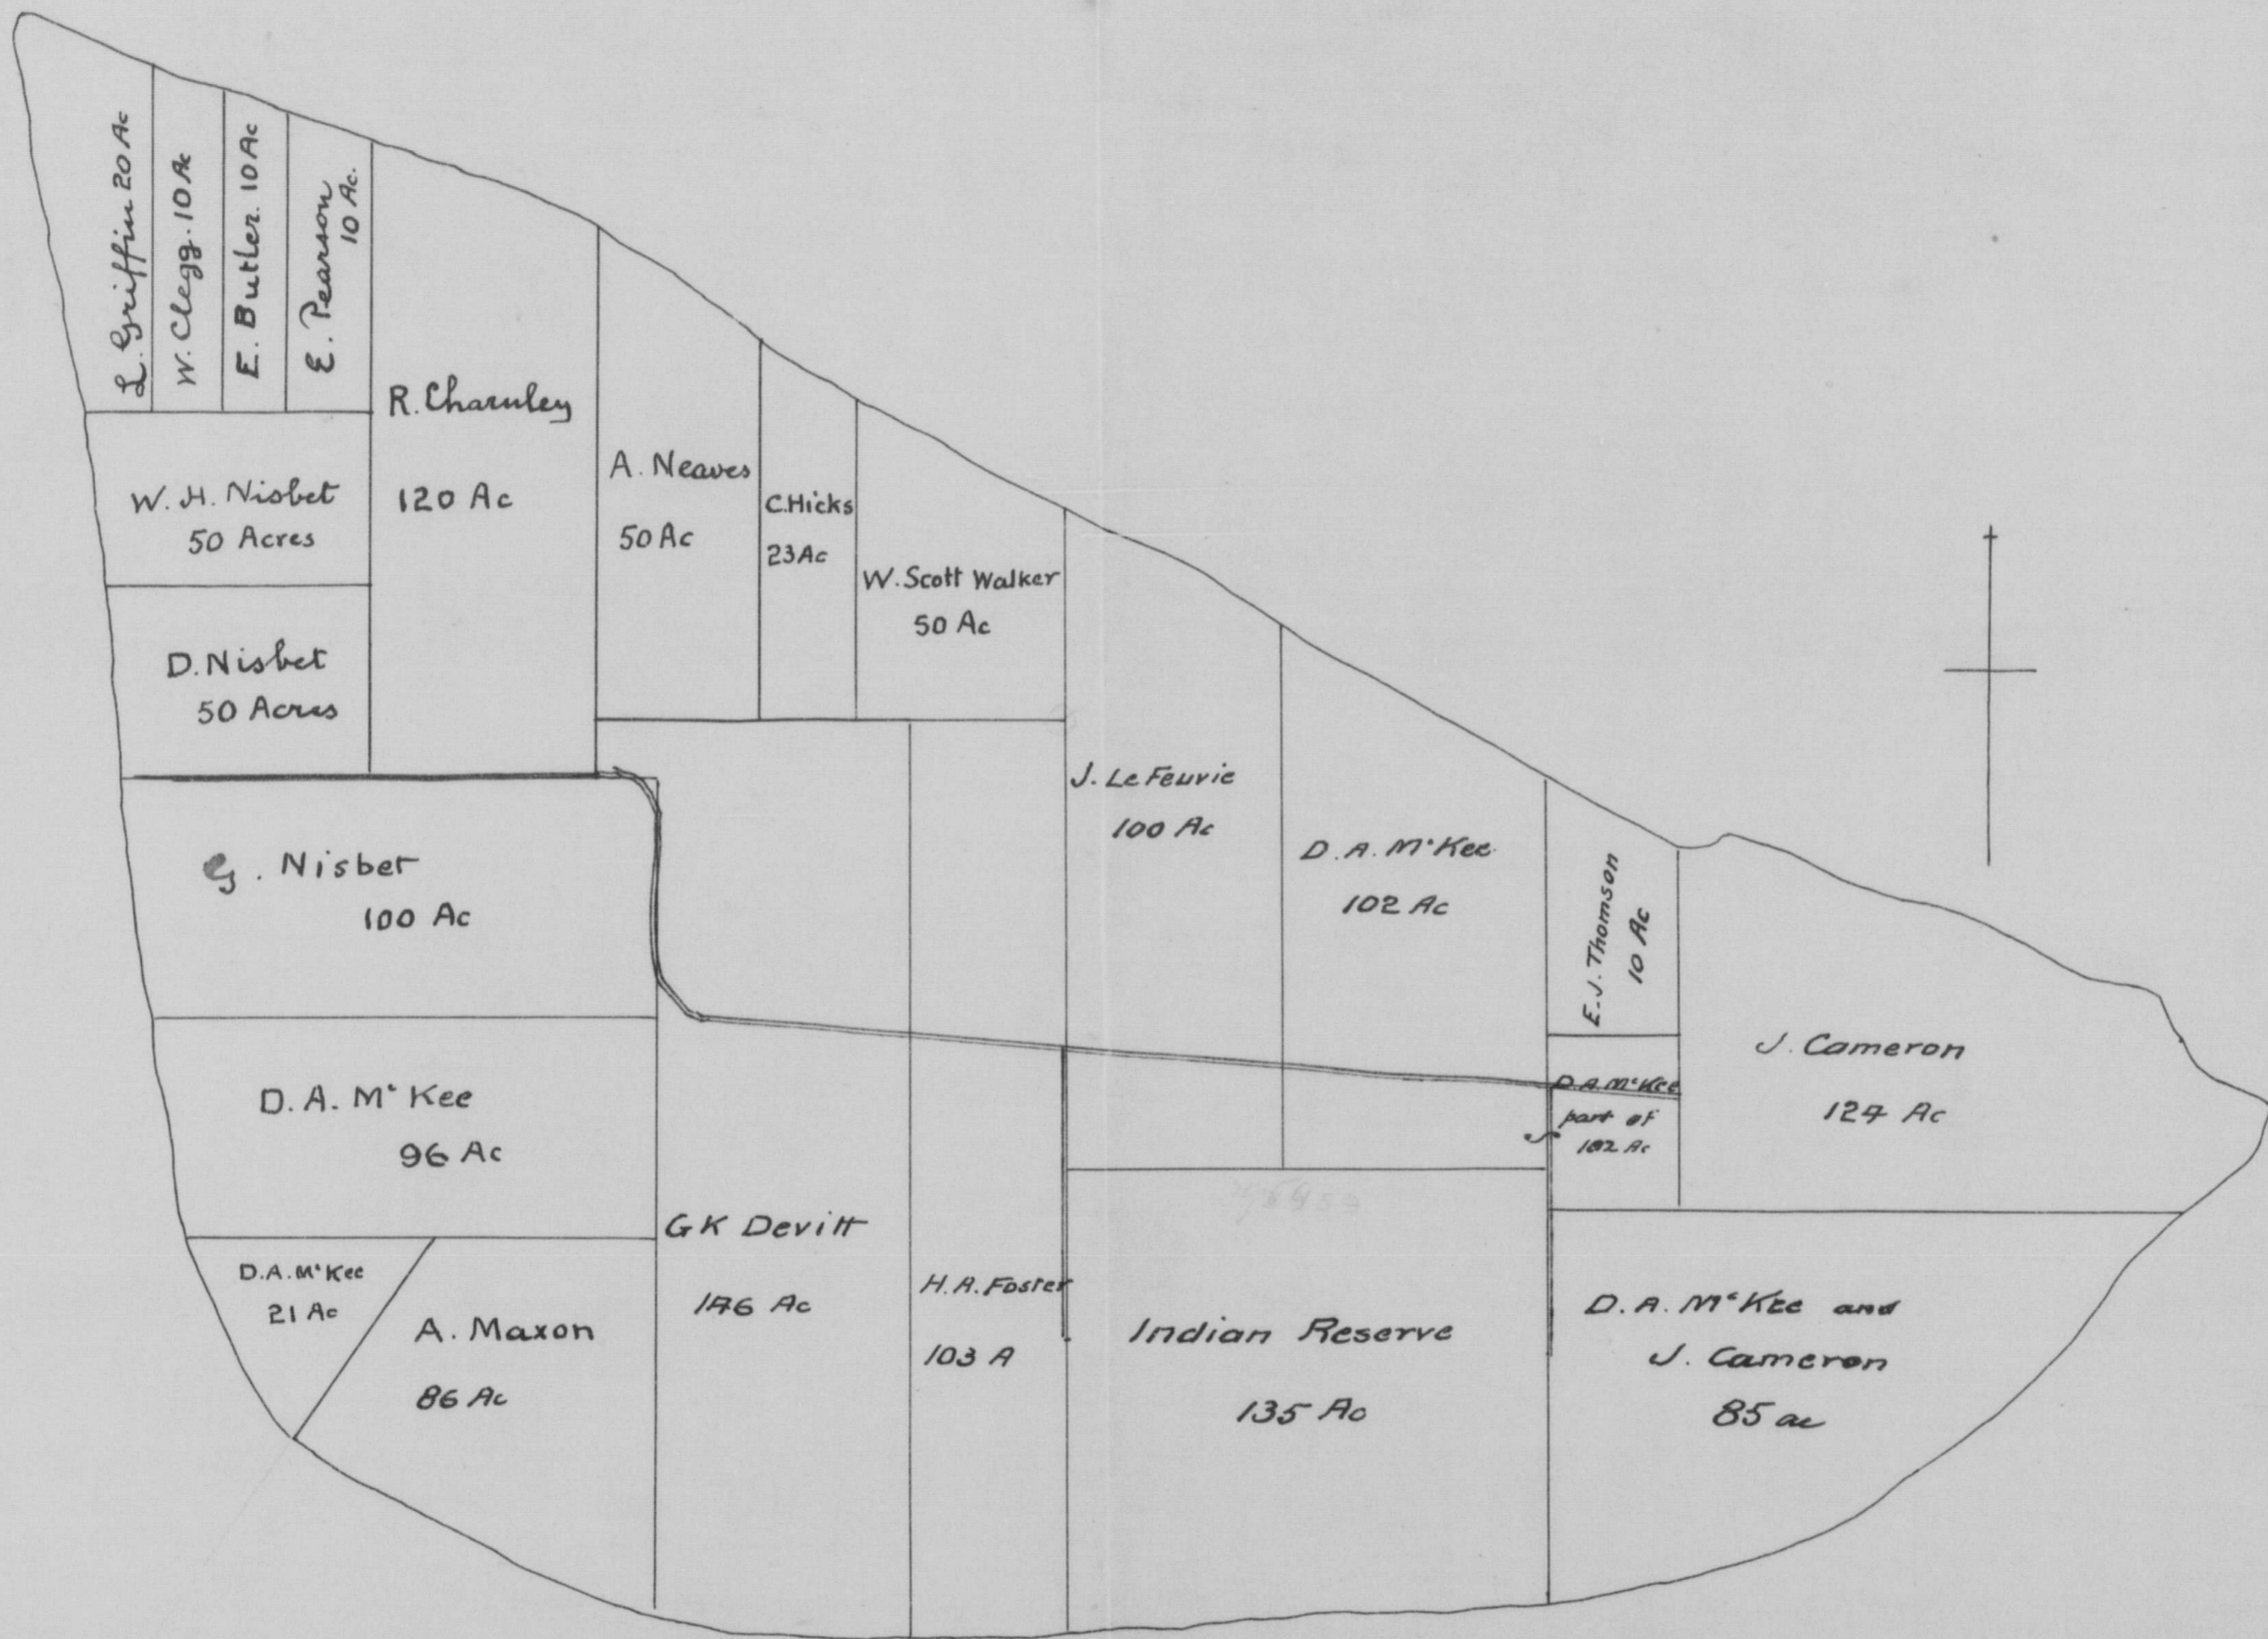 L. Griffin 20 Ac
W. Clegg. 10 Ac
E. Butler. 10 Ac
E. Pearson
10 Ac.
R. Charnley
120 Ac
W. H. Nisbet
50 Acres
D. Nisbet
50 Acres
A. Neaves
50 Ac
C. Hicks
23 Ac
W. Scott Walker
50 Ac
J. Le Feuvie
100 Ac
D. A. McKee
102 Ac
E. J. Thomson
10 Ac
G. Nisbet
100 Ac
D. A. McKee
part of
102 Ac
J. Cameron
124 Ac
D. A. McKee
96 Ac
D.A. McKee
21 Ac
A. Maxon
86 Ac
G K Devitt
146 Ac
H. A. Foster
103 A
Indian Reserve
135 Ac
D. A. McKee and
J. Cameron
85 ac